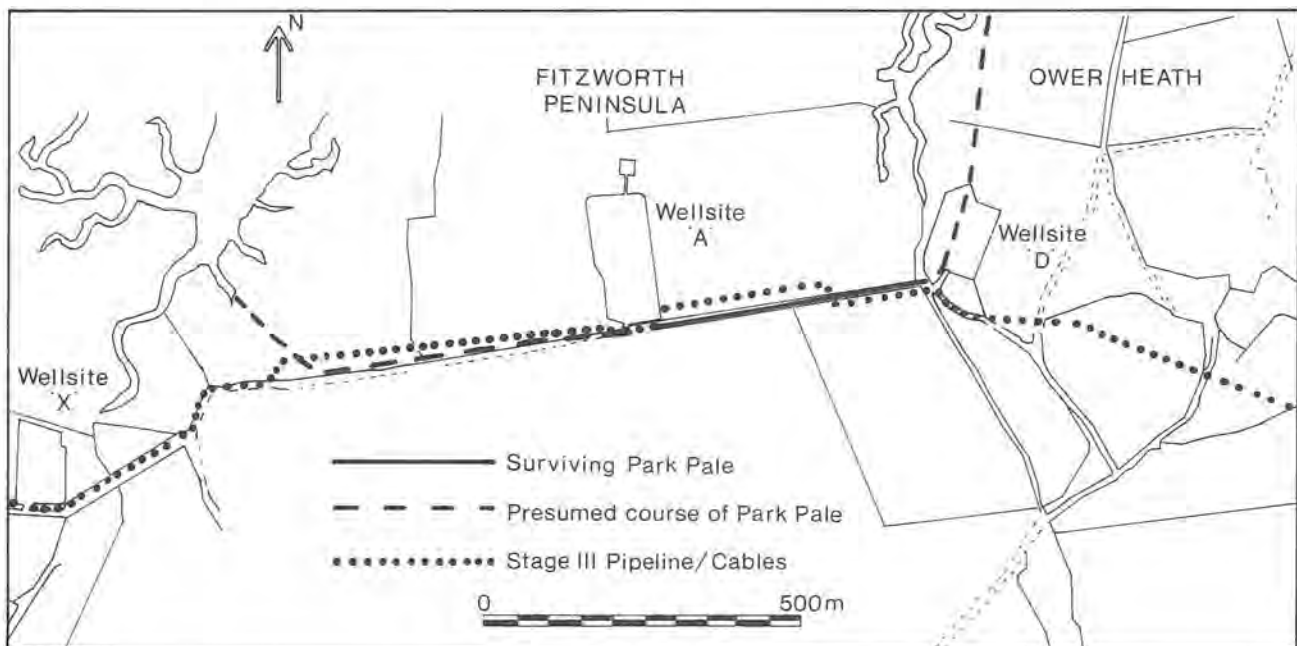 N
FITZWORTH
PENINSULA
OWER HEATH
Wellsite
'A'
Wellsite
'D'
Wellsite
'X'
Surviving Park Pale
Presumed course of Park Pale
Stage III Pipeline/Cables
0 500m